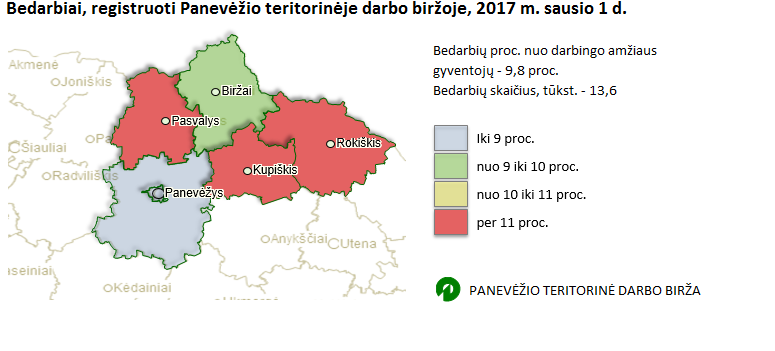 Bedarbiai, registruoti Panevėžio teritorinėje darbo biržoje, 2017 m. sausio 1 d.
Bedarbių proc. nuo darbingo amžiaus
gyventojų - 9,8 proc.
Bedarbių skaičius, tūkst. - 13,6
Akmenė
Joniškis
Biržai
Pasvalys
Šiauliai
Rokiškis
Kupiškis
Radviliškis
Panevėžys
Anykščiai
Utena
Kėdainiai
Iki 9 proc.
nuo 9 iki 10 proc.
nuo 10 iki 11 proc.
per 11 proc.
PANEVĖŽIO TERITORINĖ DARBO BIRŽA